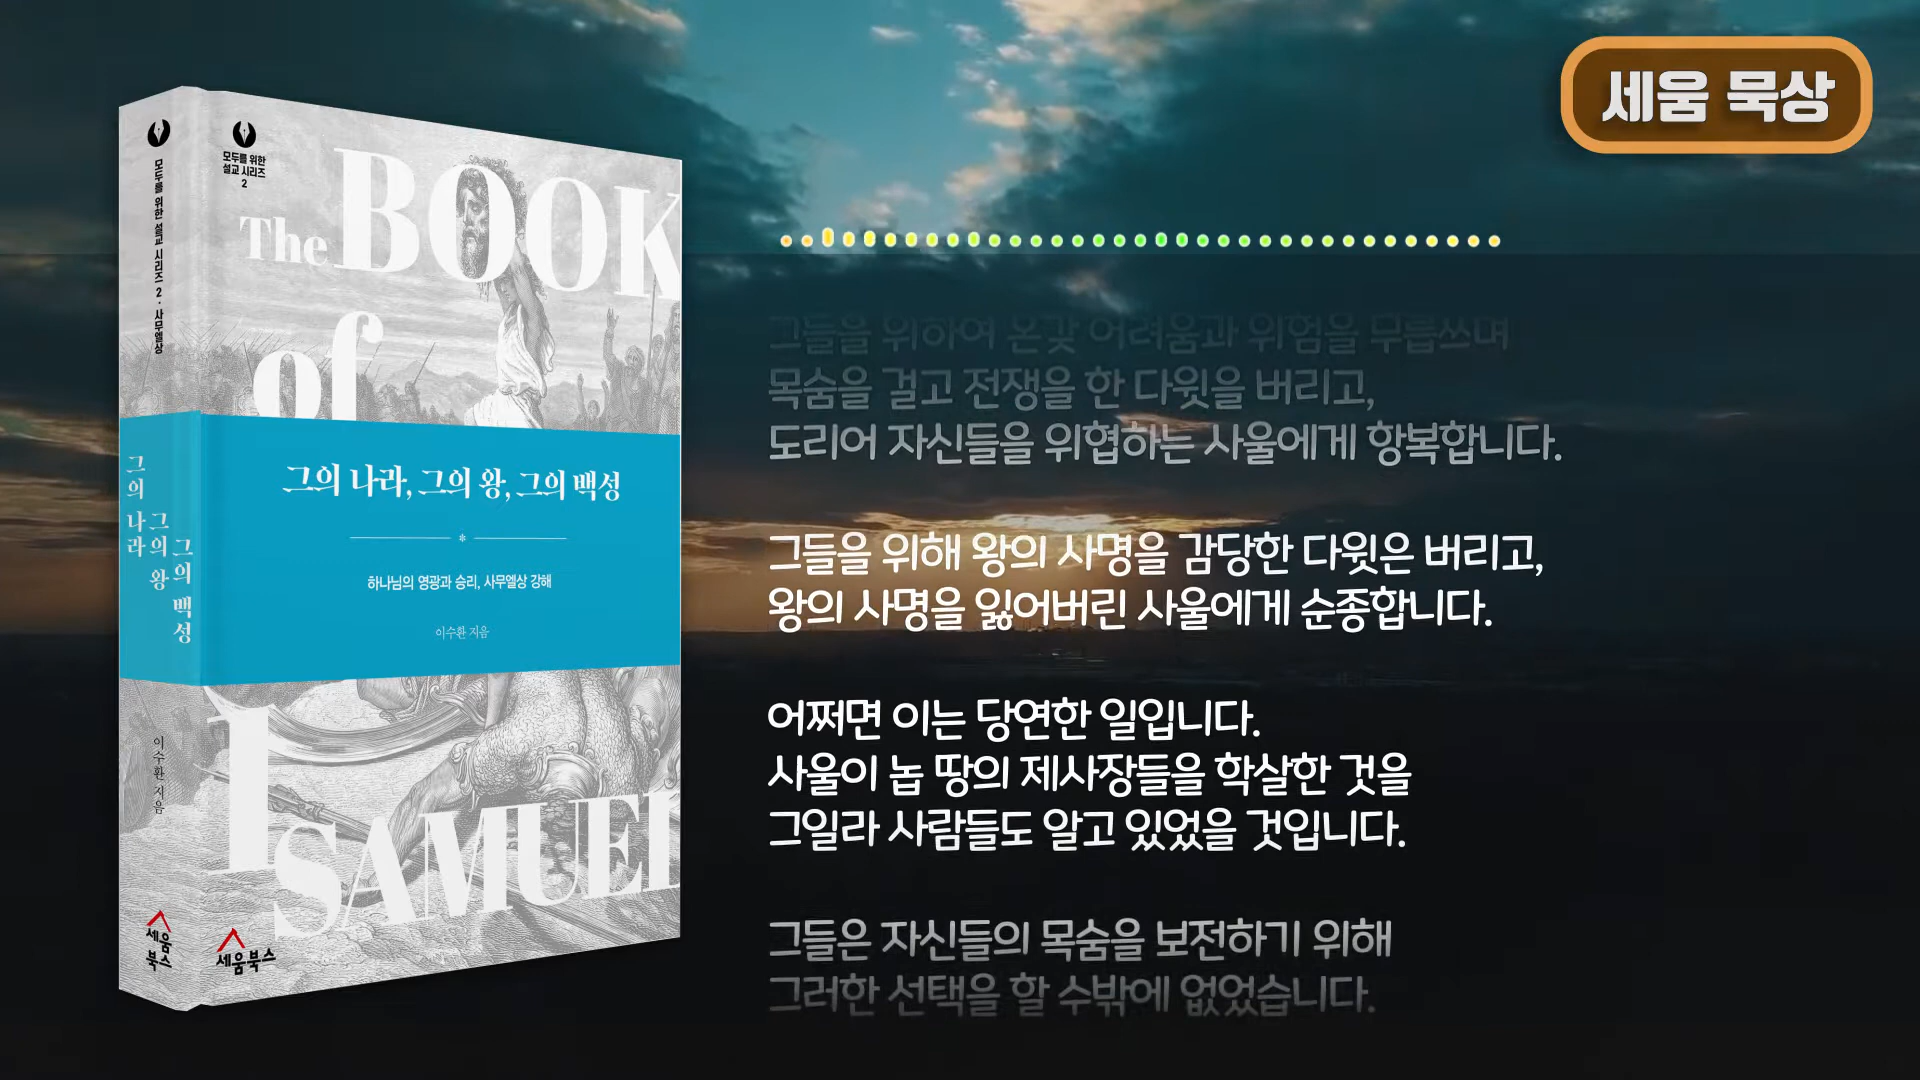 세움 묵상
모두를 위한 설교 시리즈 2 · 사무엘상
그의 나라
그의 왕
그의 백성
이수환 지음
세움
북스
모두를 위한
설교 시리즈
2
The BOOK
of
그의 나라, 그의 왕, 그의 백성
하나님의 영광과 승리, 사무엘상 강해
이수환 지음
I
SAMUEL
세움북스
그들을 위하여 온갖 어려움과 위험을 무릅쓰며
목숨을 걸고 전쟁을 한 다윗을 버리고,
도리어 자신들을 위협하는 사울에게 항복합니다.
그들을 위해 왕의 사명을 감당한 다윗은 버리고,
왕의 사명을 잃어버린 사울에게 순종합니다.
어쩌면 이는 당연한 일입니다.
사울이 놉 땅의 제사장들을 학살한 것을
그일라 사람들도 알고 있었을 것입니다.
그들은 자신들의 목숨을 보전하기 위해
그러한 선택을 할 수밖에 없었습니다.